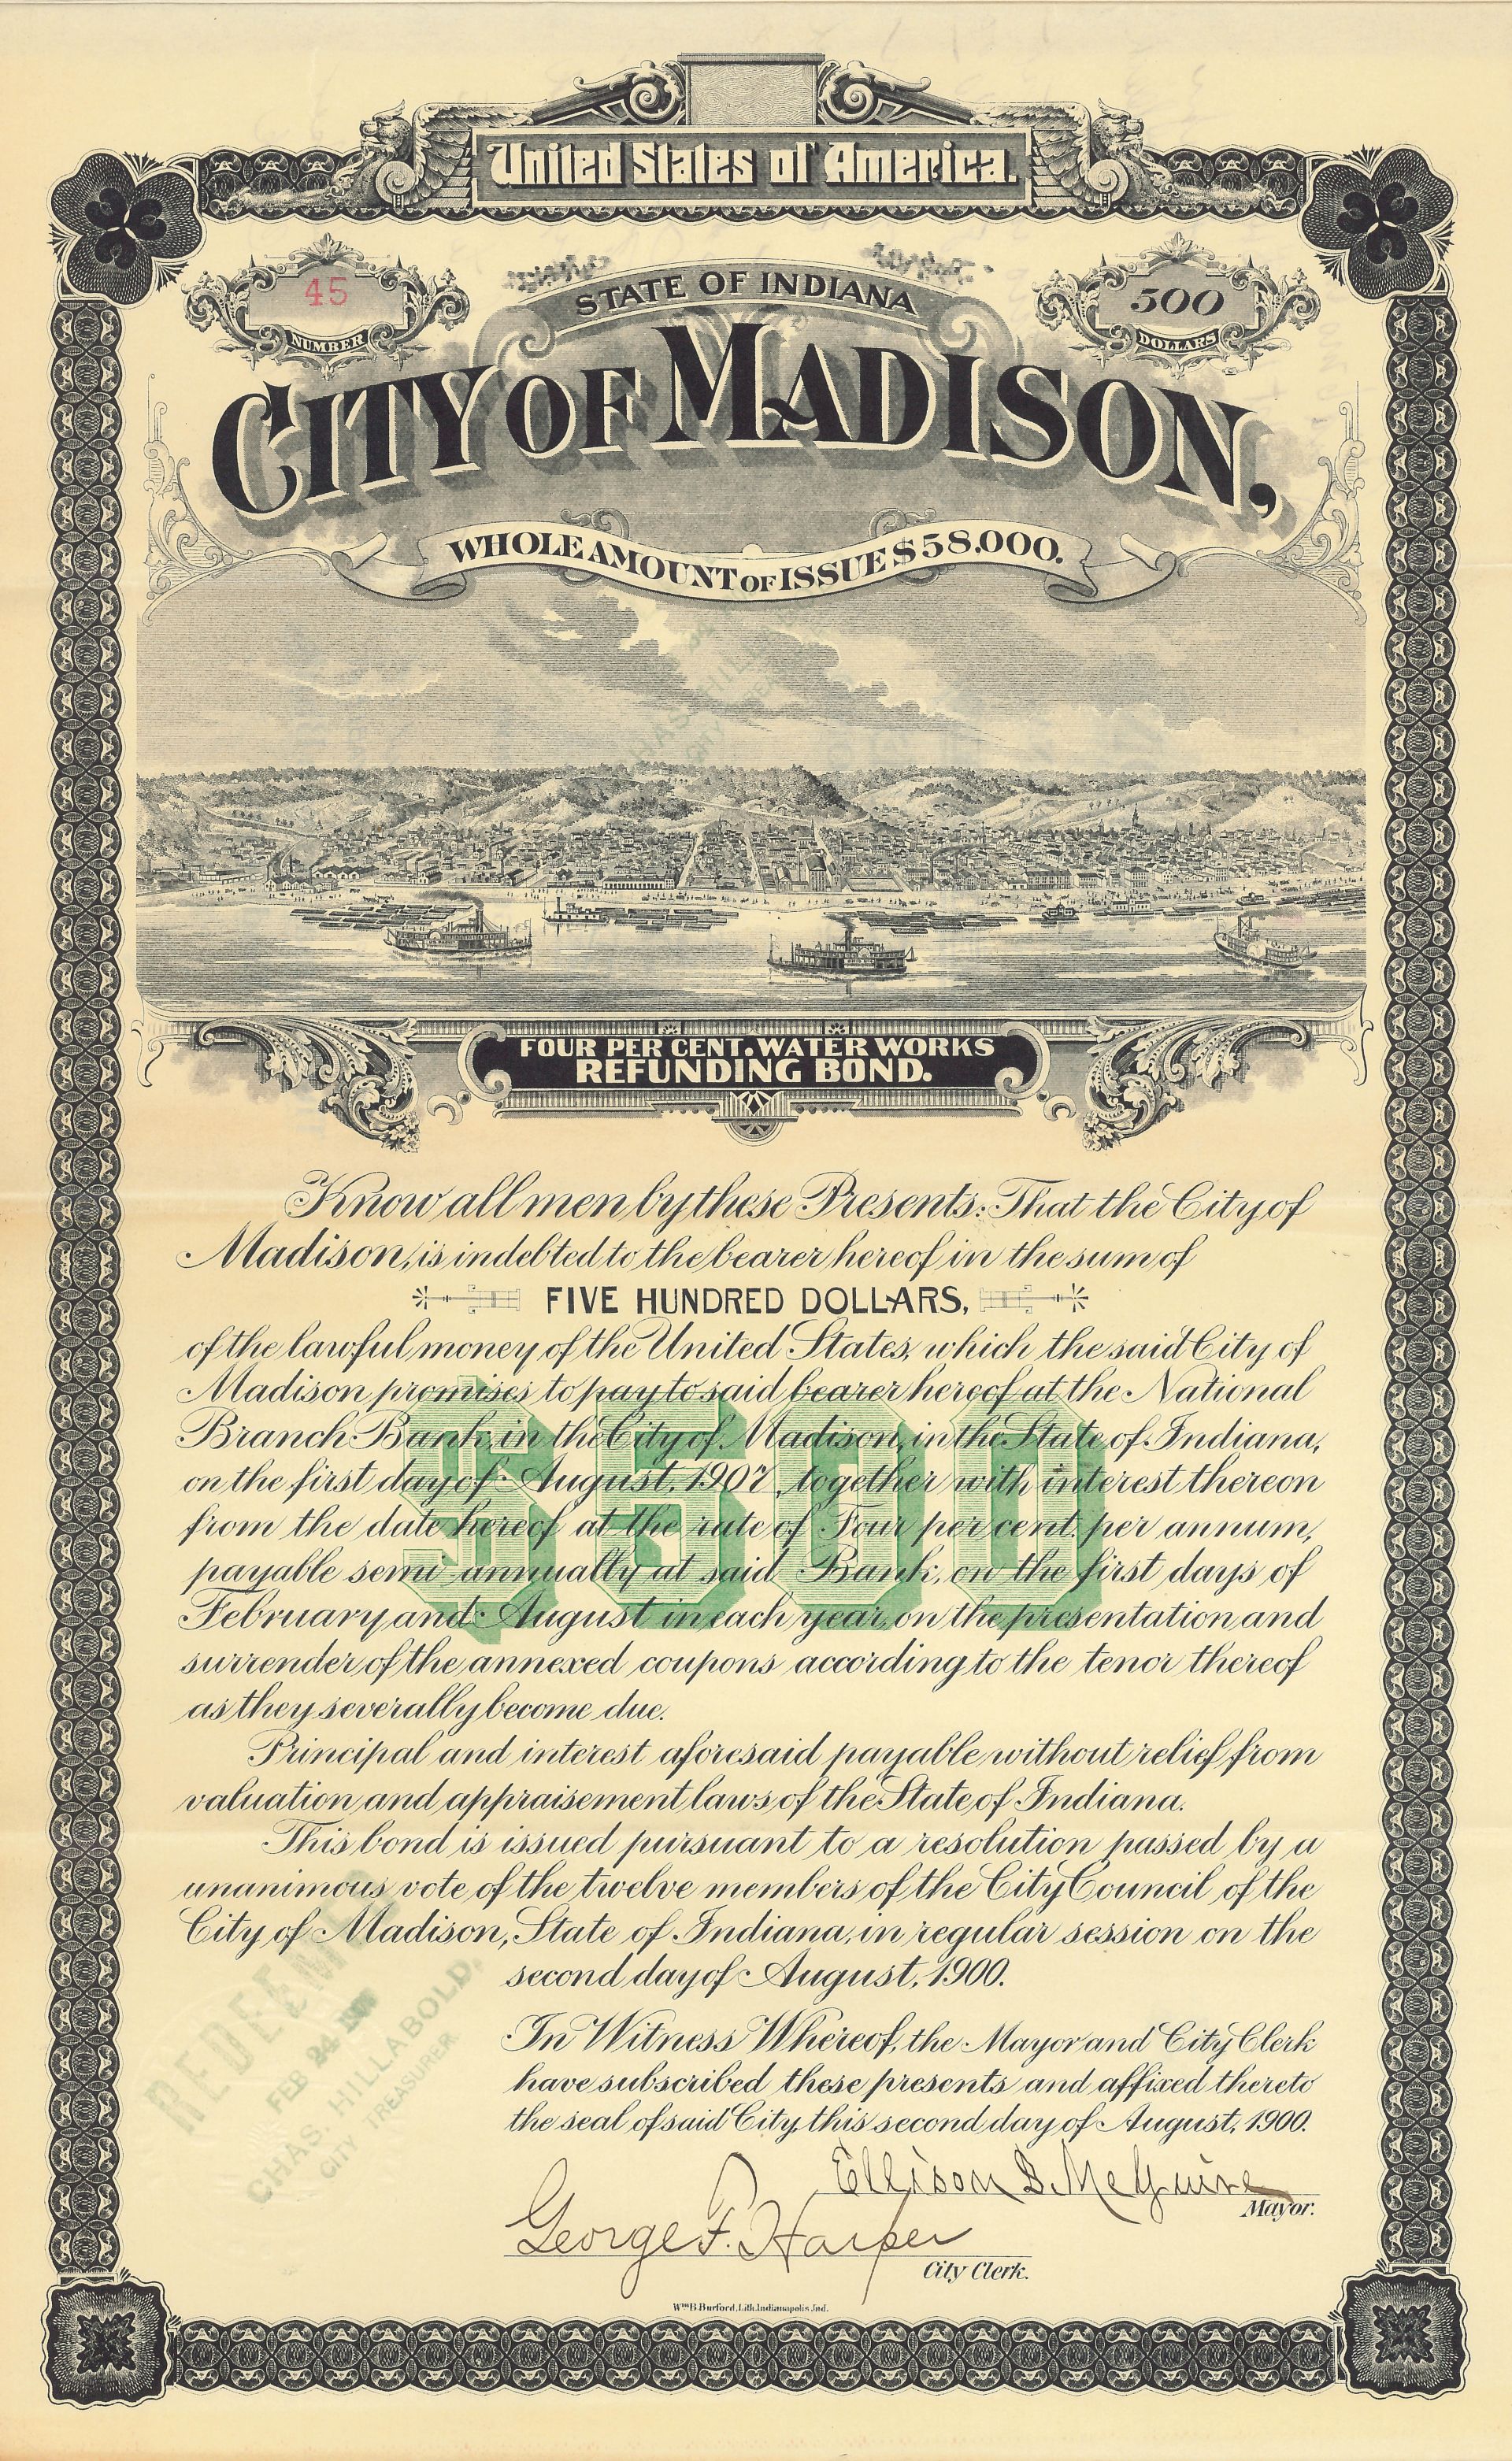 United States of America.
45
NUMBER
STATE OF INDIANA
500
DOLLARS
CITY OF MADISON,
WHOLE AMOUNT OF ISSUE $58,000.
FOUR PER CENT. WATER WORKS
REFUNDING BOND.
Know all men by these Presents: That the City of
Madison, is indebted to the bearer hereof in the sum of
FIVE HUNDRED DOLLARS,
of the lawful money of the United States, which the said City of
Madison promises to pay to said bearer hereof at the National
Branch Bank, in the City of Madison, in the State of Indiana,
on the first day of August, 1907, together with interest thereon
from the date hereof at the rate of Four per cent. per annum,
payable semi annually at said Bank, on the first days of
February and August in each year, on the presentation and
surrender of the annexed coupons according to the tenor thereof
as they severally become due.
$500
Principal and interest aforesaid payable without relief from
valuation and appraisement laws of the State of Indiana.
This bond is issued pursuant to a resolution passed by a
unanimous vote of the twelve members of the City Council of the
City of Madison, State of Indiana, in regular session on the
second day of August, 1900.
In Witness Whereof, the Mayor and City Clerk
have subscribed these presents and affixed thereto
the seal of said City, this second day of August, 1900.
REDEEMED
FEB 24
CHAS. HILLABOLD,
CITY TREASURER
Ellison B. McGuire
Mayor.
George F. Harper
City Clerk.
Wm B. Burford, Lith. Indianapolis Ind.